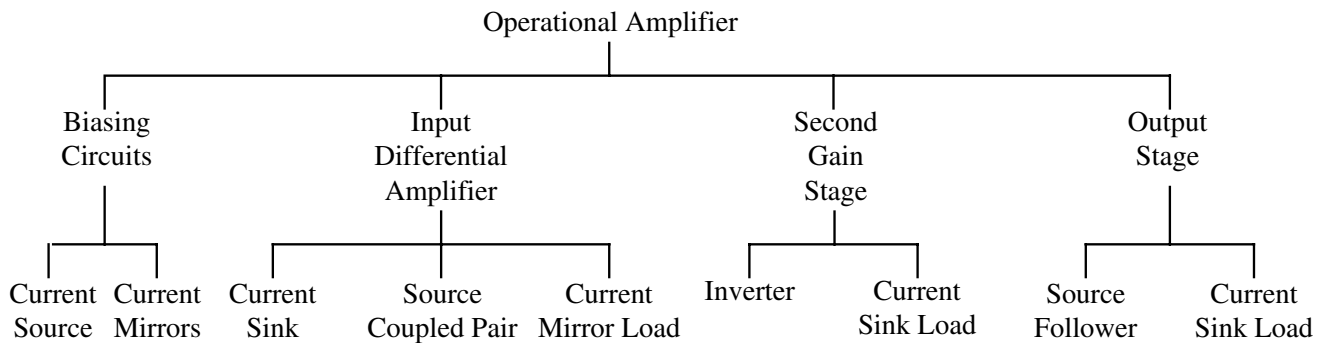 Operational Amplifier
Biasing
Circuits
Input
Differential
Amplifier
Second
Gain
Stage
Output
Stage
Current
Source
Current
Mirrors
Current
Sink
Source
Coupled Pair
Current
Mirror Load
Inverter
Current
Sink Load
Source
Follower
Current
Sink Load